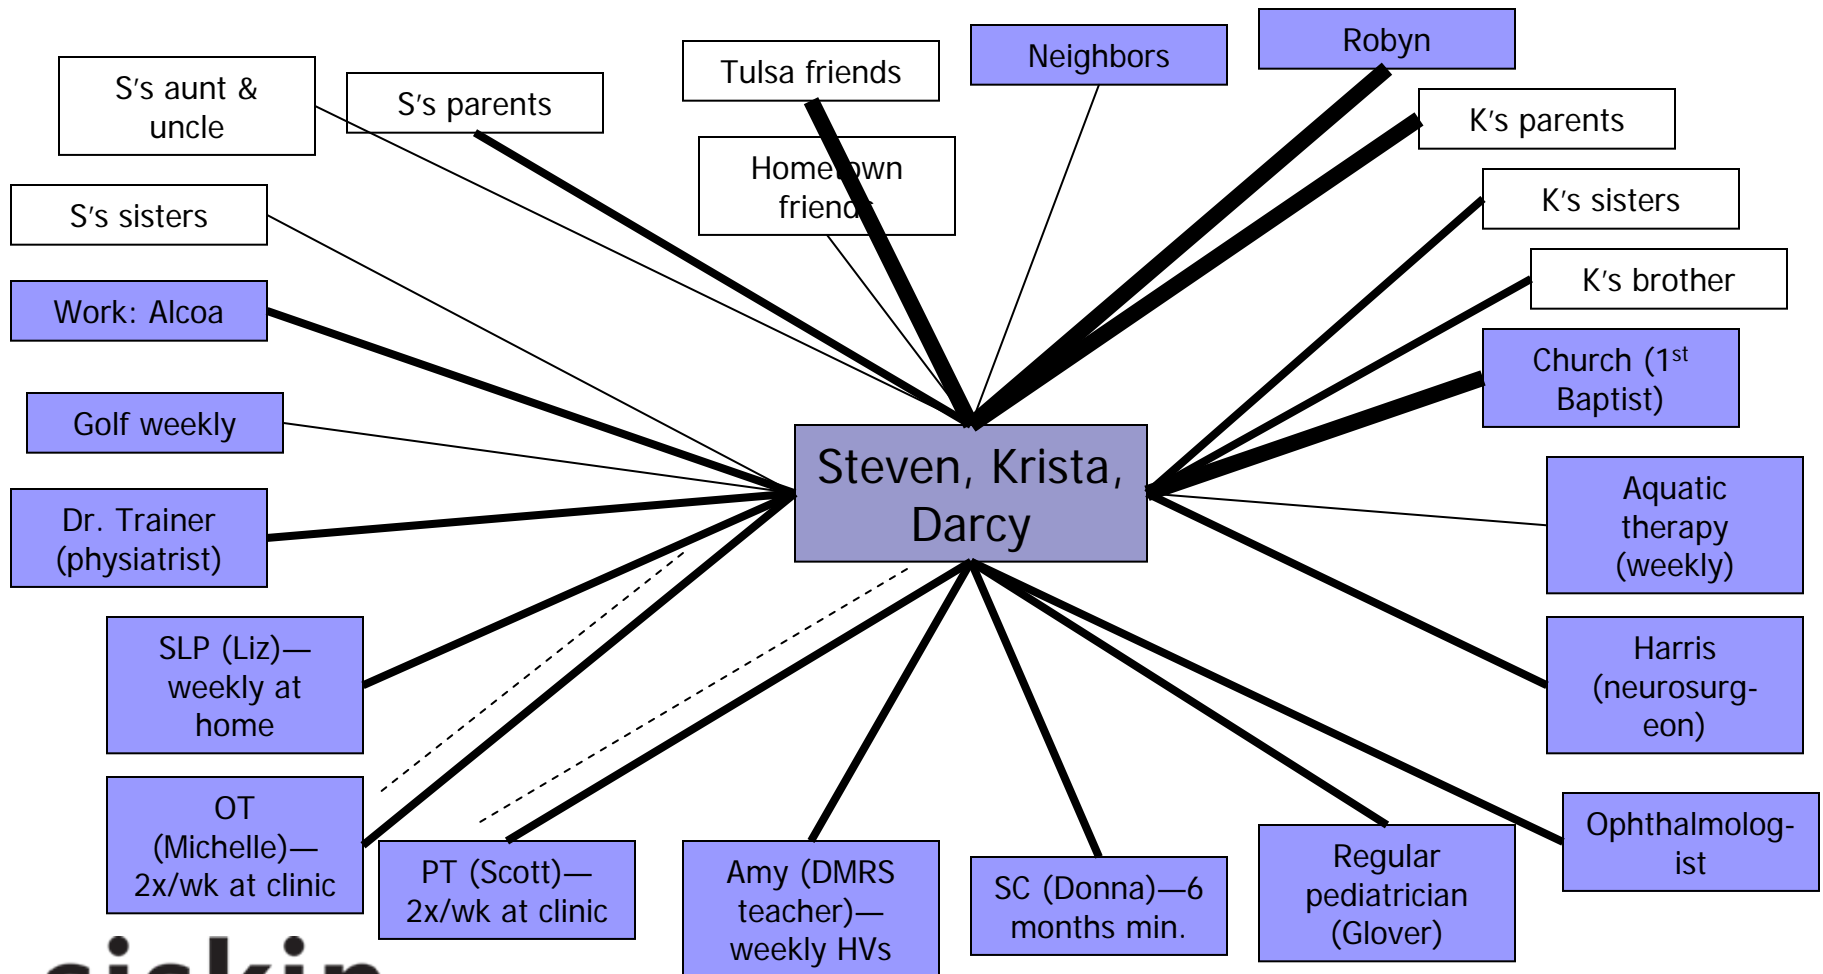 Robyn
Neighbors
Tulsa friends
S's aunt &
uncle
S's parents
K's parents
Hometown
friends
K's sisters
S's sisters
K's brother
Work: Alcoa
Church (1st
Baptist)
Golf weekly
Steven, Krista,
Darcy
Aquatic
therapy
(weekly)
Dr. Trainer
(physiatrist)
SLP (Liz)—
weekly at
home
Harris
(neurosurg-
eon)
OT
(Michelle)—
2x/wk at clinic
PT (Scott)—
2x/wk at clinic
Amy (DMRS
teacher)—
weekly HVs
SC (Donna)—6
months min.
Regular
pediatrician
(Glover)
Ophthalmolog-
ist
siskin